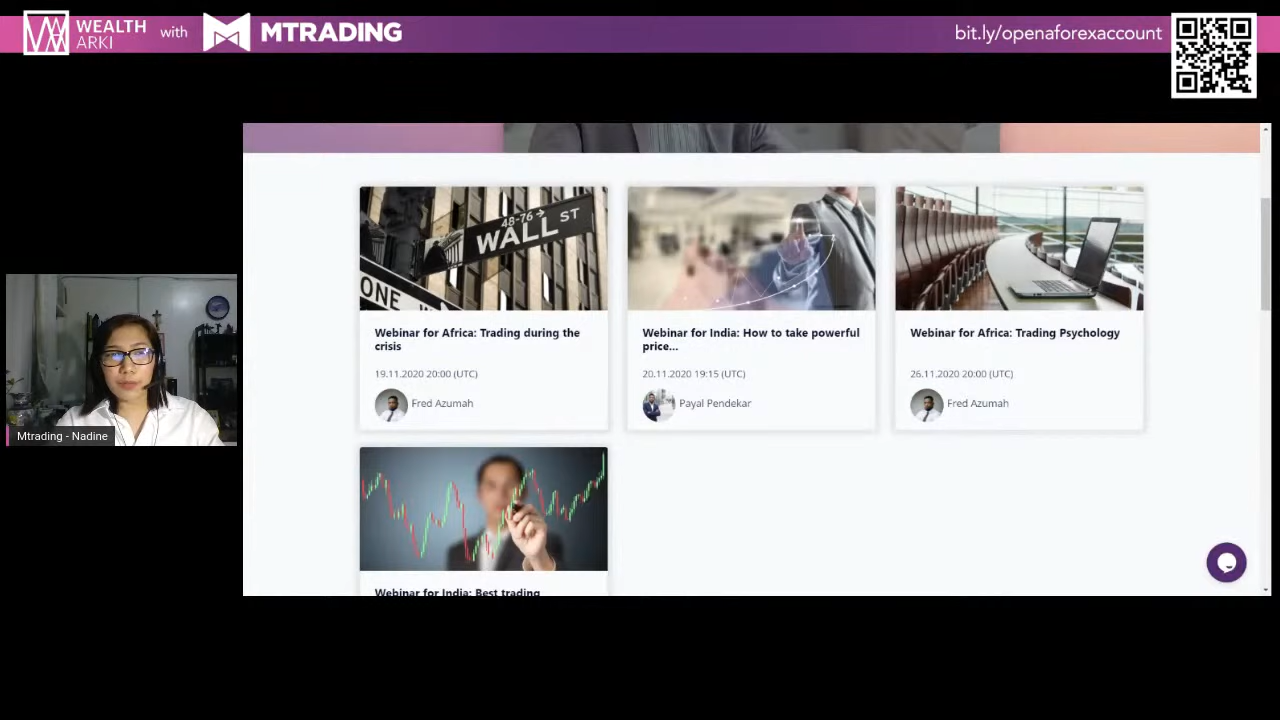 WEALTH
ARKI
with
MTRADING
bit.ly/openaforexaccount
48-76
WALL ST
ONE
Webinar for Africa: Trading during the
crisis
19.11.2020 20:00 (UTC)
Fred Azumah
Webinar for India: How to take powerful
price...
20.11.2020 19:15 (UTC)
Payal Pendekar
Webinar for Africa: Trading Psychology
26.11.2020 20:00 (UTC)
Fred Azumah
Mtrading - Nadine
Webinar for India: Best trading